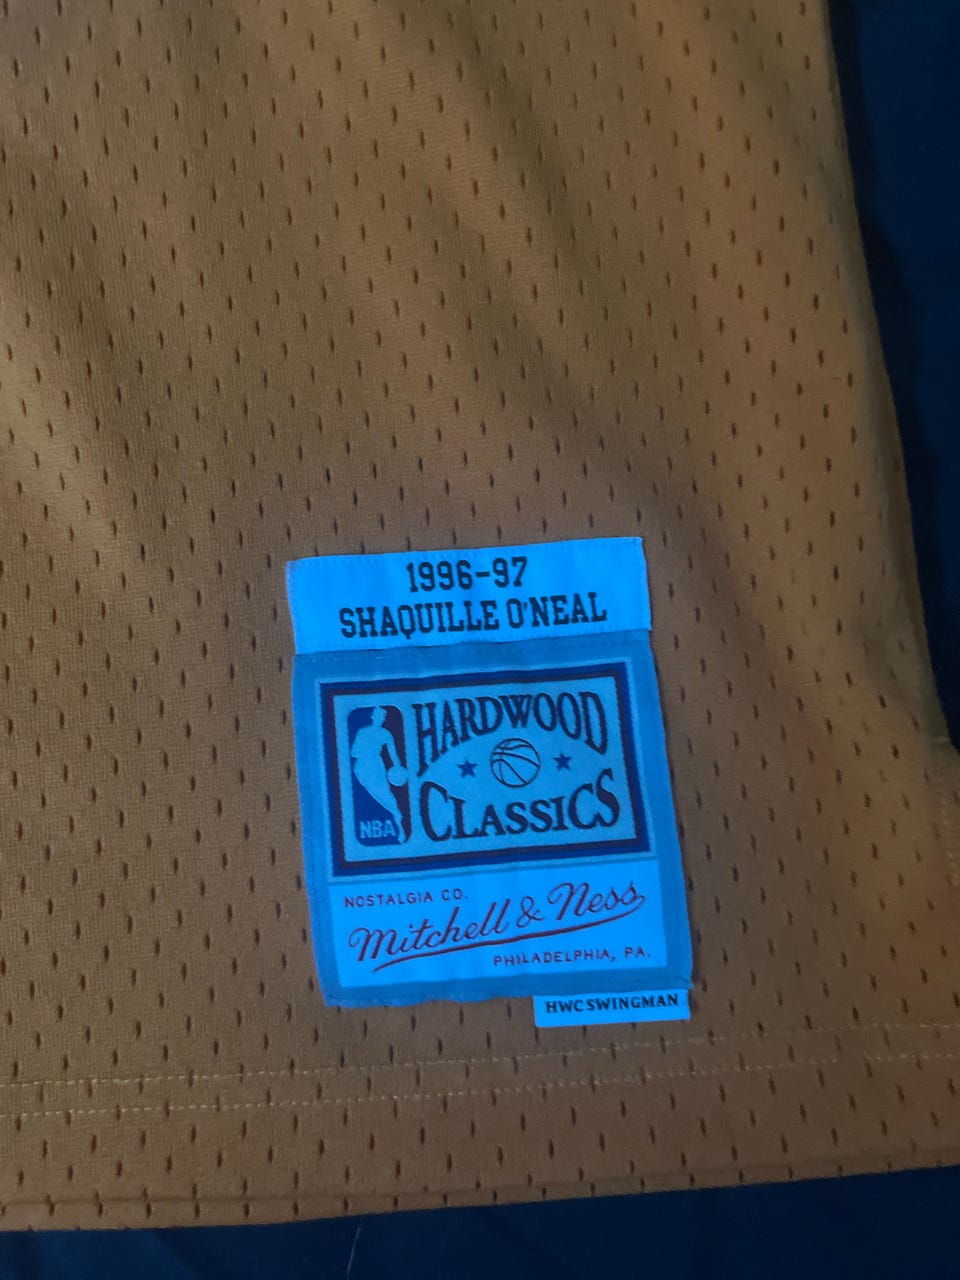 1996-97
SHAQUILLE O'NEAL
HARDWOOD
CLASSICS
NBA
NOSTALGIA CO.
Mitchell & Ness
PHILADELPHIA, PA.
HWC SWINGMAN